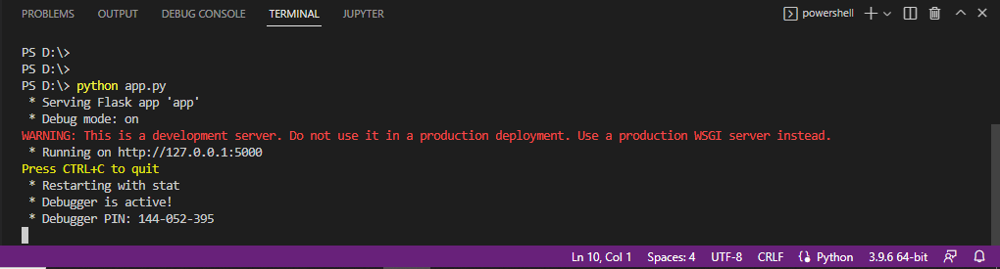 PROBLEMS OUTPUT DEBUG CONSOLE TERMINAL JUPYTER powershell
PS D:\>
PS D:\>
PS D:\> python app.py
 * Serving Flask app 'app'
 * Debug mode: on
WARNING: This is a development server. Do not use it in a production deployment. Use a production WSGI server instead.
 * Running on http://127.0.0.1:5000
Press CTRL+C to quit
 * Restarting with stat
 * Debugger is active!
 * Debugger PIN: 144-052-395
Ln 10, Col 1 Spaces: 4 UTF-8 CRLF Python 3.9.6 64-bit